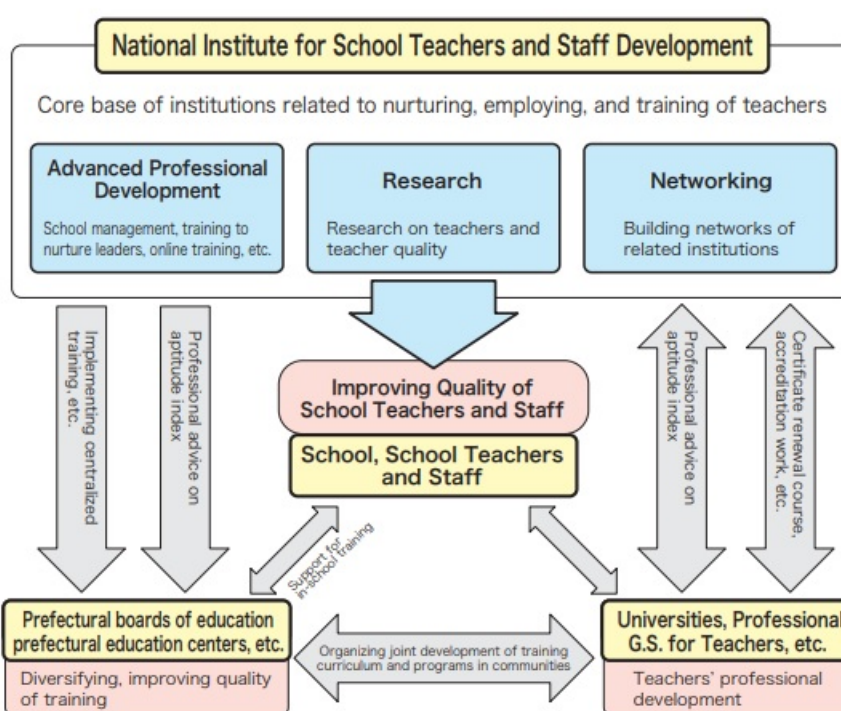 National Institute for School Teachers and Staff Development
Core base of institutions related to nurturing, employing, and training of teachers
Advanced Professional
Development
School management, training to
nurture leaders, online training, etc.
Research
Research on teachers and
teacher quality
Networking
Building networks of
related institutions
Implementing centralized
training, etc.
Professional advice on
aptitude index
Improving Quality of
School Teachers and Staff
School, School Teachers
and Staff
Professional advice on
aptitude index
Certificate renewal course,
accreditation work, etc.
Support for
in-school training
Prefectural boards of education
prefectural education centers, etc.
Diversifying, improving quality
of training
Organizing joint development of training
curriculum and programs in communities
Universities, Professional
G.S. for Teachers, etc.
Teachers' professional
development